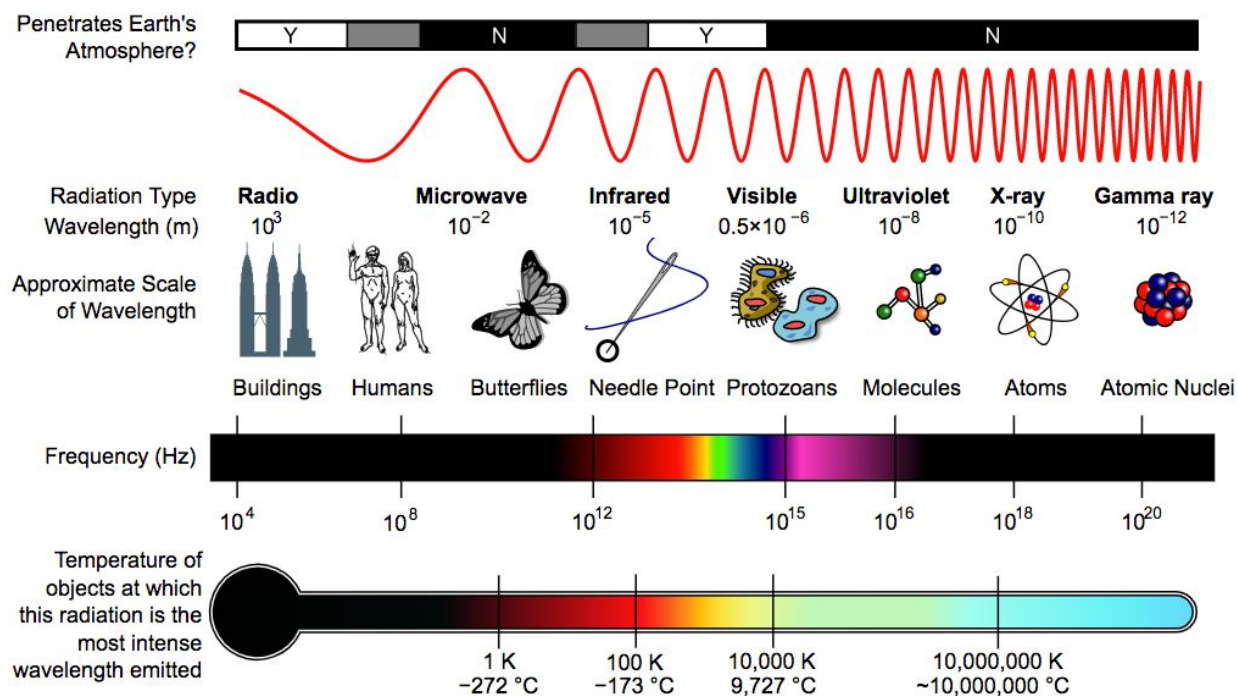 Penetrates Earth's
Atmosphere?
Y N Y N
Radiation Type
Radio Microwave Infrared Visible Ultraviolet X-ray Gamma ray
Wavelength (m)
10³ 10⁻² 10⁻⁵ 0.5×10⁻⁶ 10⁻⁸ 10⁻¹⁰ 10⁻¹²
Approximate Scale
of Wavelength
Buildings Humans Butterflies Needle Point Protozoans Molecules Atoms Atomic Nuclei
Frequency (Hz)
10⁴ 10⁸ 10¹² 10¹⁵ 10¹⁶ 10¹⁸ 10²⁰
Temperature of
objects at which
this radiation is the
most intense
wavelength emitted
1 K 100 K 10,000 K 10,000,000 K
−272 °C −173 °C 9,727 °C ~10,000,000 °C